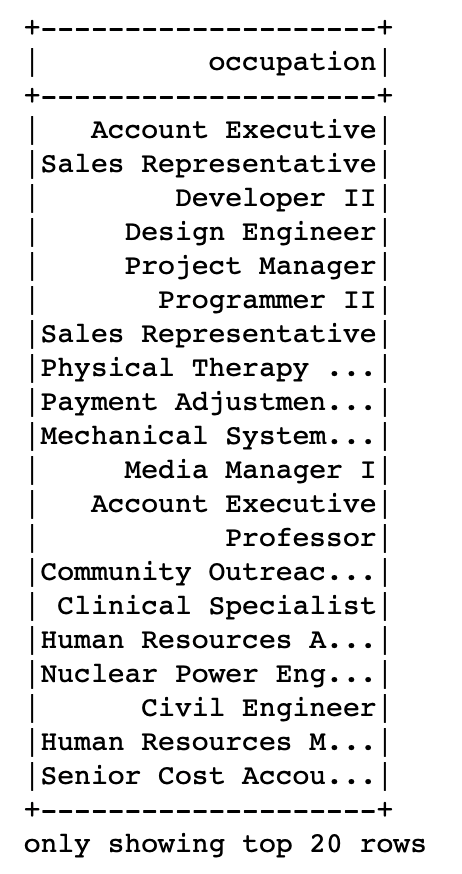 +--------------------+
|          occupation|
+--------------------+
|   Account Executive|
|Sales Representative|
|        Developer II|
|     Design Engineer|
|     Project Manager|
|       Programmer II|
|Sales Representative|
|Physical Therapy ...|
|Payment Adjustmen...|
|Mechanical System...|
|     Media Manager I|
|   Account Executive|
|           Professor|
|Community Outreac...|
| Clinical Specialist|
|Human Resources A...|
|Nuclear Power Eng...|
|      Civil Engineer|
|Human Resources M...|
|Senior Cost Accou...|
+--------------------+
only showing top 20 rows